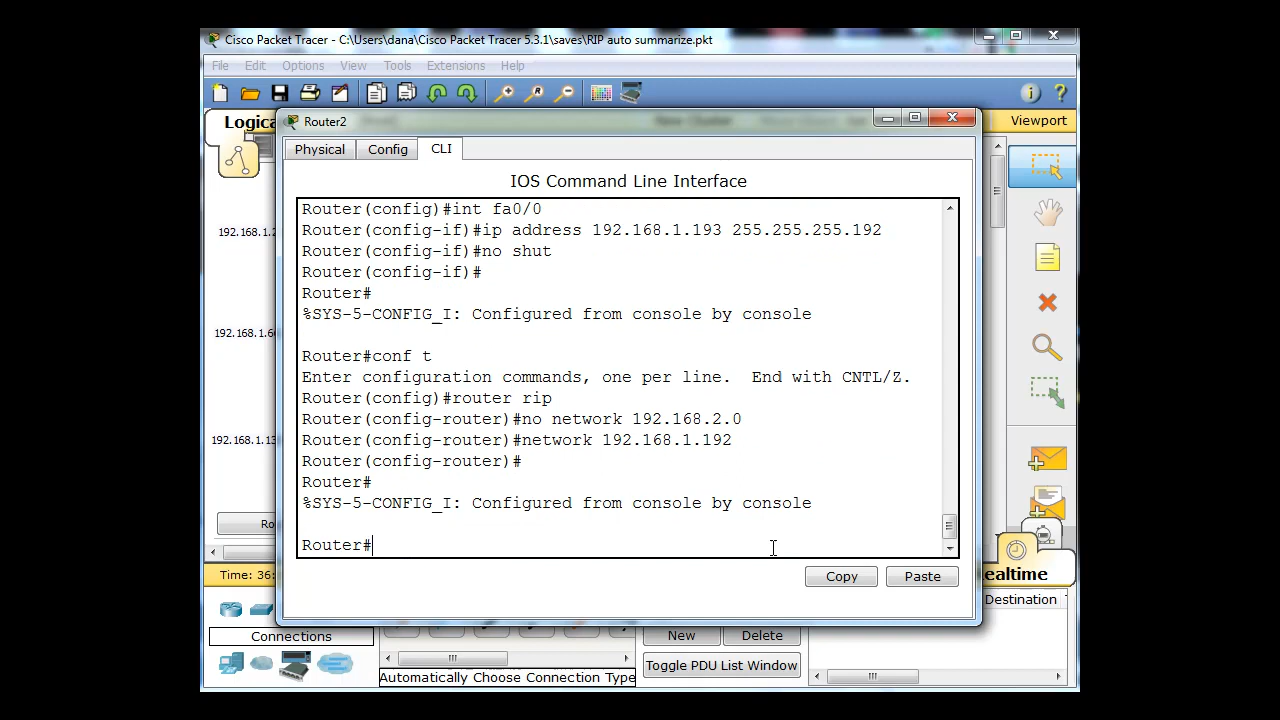 Cisco Packet Tracer - C:\Users\dana\Cisco Packet Tracer 5.3.1\saves\RIP auto summarize.pkt
File Edit Options View Tools Extensions Help
Viewport
Router2
Physical Config CLI
IOS Command Line Interface
Router(config)#int fa0/0
Router(config-if)#ip address 192.168.1.193 255.255.255.192
Router(config-if)#no shut
Router(config-if)#
Router#
%SYS-5-CONFIG_I: Configured from console by console
Router#conf t
Enter configuration commands, one per line.  End with CNTL/Z.
Router(config)#router rip
Router(config-router)#no network 192.168.2.0
Router(config-router)#network 192.168.1.192
Router(config-router)#
Router#
%SYS-5-CONFIG_I: Configured from console by console
Router#
Copy Paste
Connections
New Delete
Destination
Toggle PDU List Window
Automatically Choose Connection Type